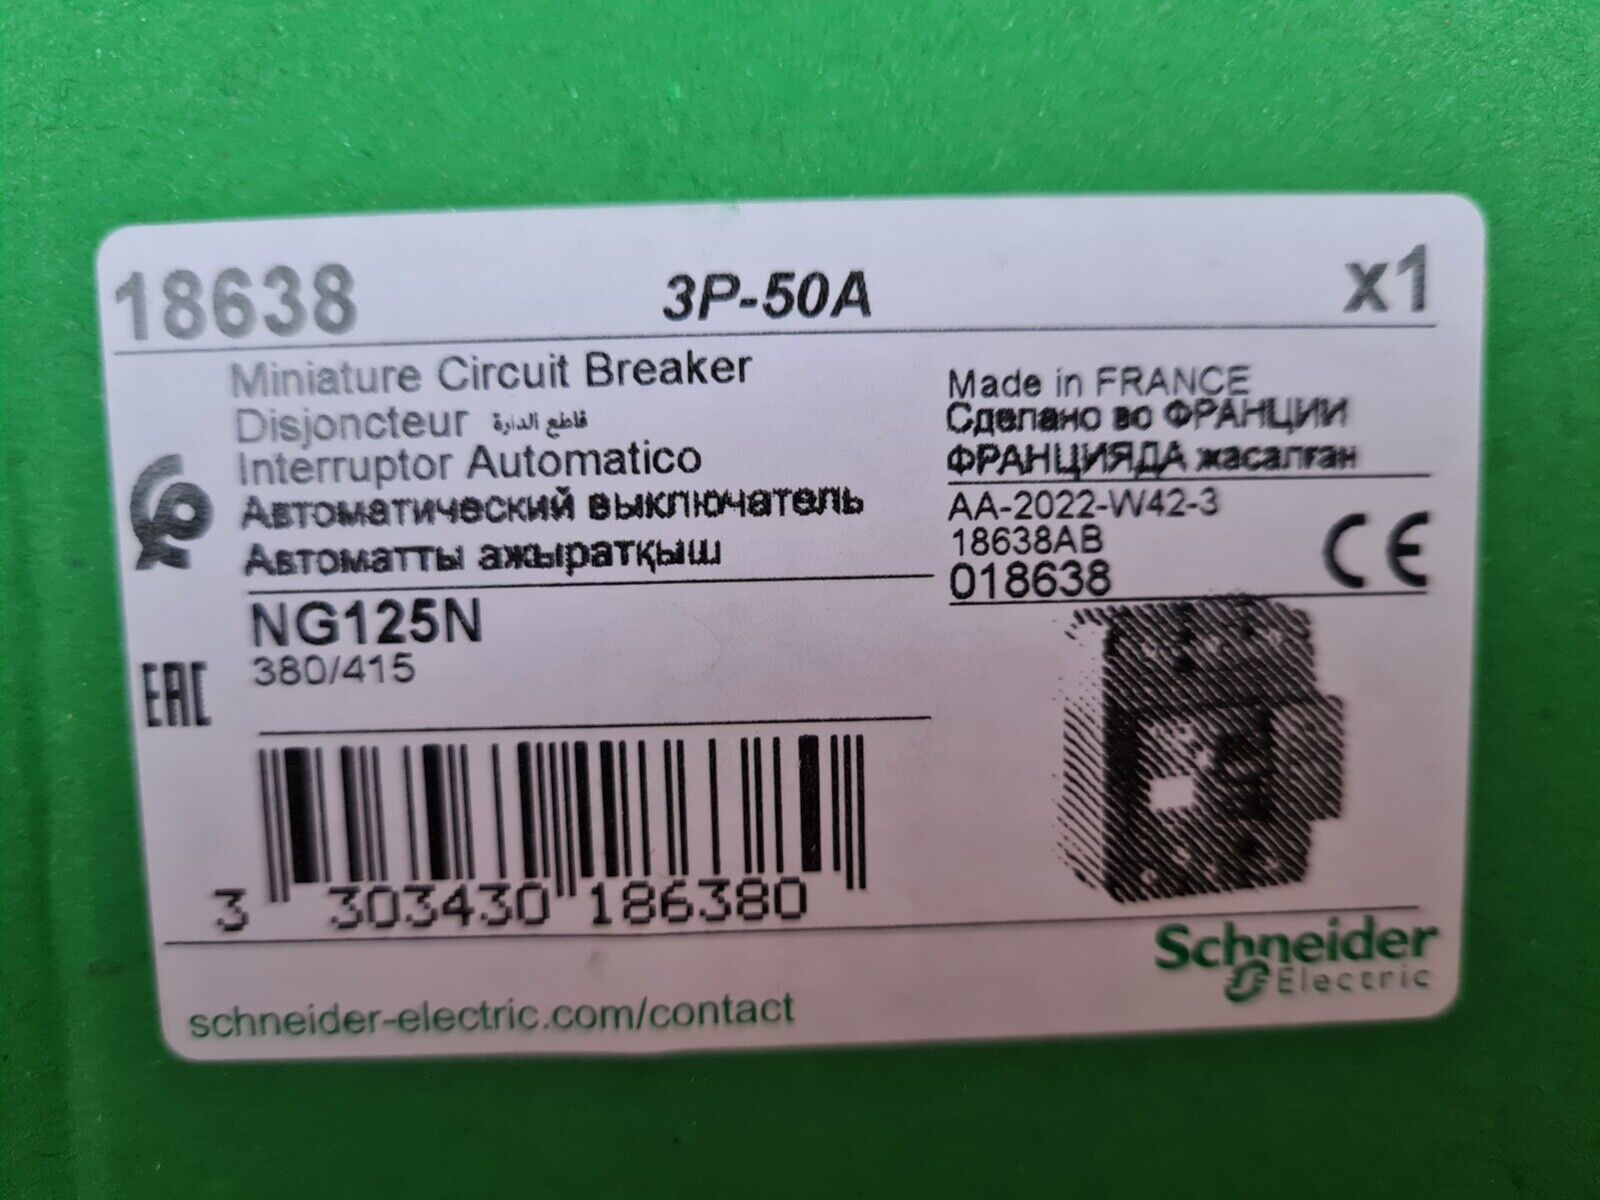 18638 3P-50A x1
Miniature Circuit Breaker
Disjoncteur قاطع الدارة
Interruptor Automatico
Автоматический выключатель
Автоматты ажыратқыш
Made in FRANCE
Сделано во ФРАНЦИИ
ФРАНЦИЯДА жасалған
AA-2022-W42-3
18638AB
018638
CE
NG125N
380/415
EAC
3 303430 186380
Schneider
Electric
schneider-electric.com/contact